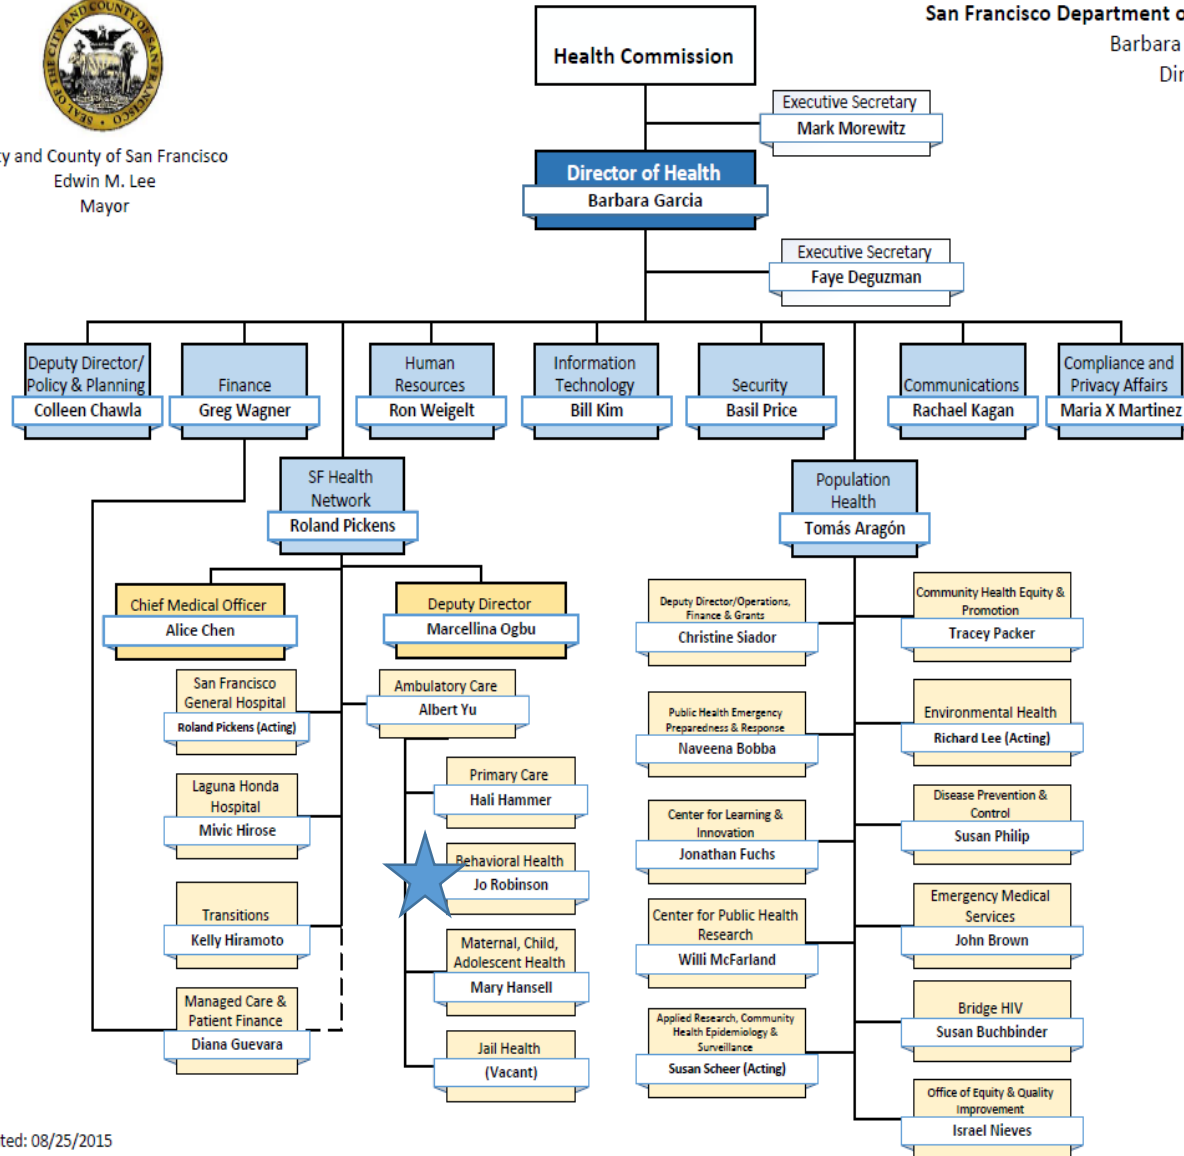 San Francisco Department o
Barbara
Dir
SEAL OF THE CITY AND COUNTY OF SAN FRANCISCO
ty and County of San Francisco
Edwin M. Lee
Mayor
Health Commission
Executive Secretary
Mark Morewitz
Director of Health
Barbara Garcia
Executive Secretary
Faye Deguzman
Deputy Director/
Policy & Planning
Colleen Chawla
Finance
Greg Wagner
Human
Resources
Ron Weigelt
Information
Technology
Bill Kim
Security
Basil Price
Communications
Rachael Kagan
Compliance and
Privacy Affairs
Maria X Martinez
SF Health
Network
Roland Pickens
Population
Health
Tomás Aragón
Chief Medical Officer
Alice Chen
Deputy Director
Marcellina Ogbu
San Francisco
General Hospital
Roland Pickens (Acting)
Laguna Honda
Hospital
Mivic Hirose
Transitions
Kelly Hiramoto
Managed Care &
Patient Finance
Diana Guevara
Ambulatory Care
Albert Yu
Primary Care
Hali Hammer
Behavioral Health
Jo Robinson
Maternal, Child,
Adolescent Health
Mary Hansell
Jail Health
(Vacant)
Deputy Director/Operations,
Finance & Grants
Christine Siador
Public Health Emergency
Preparedness & Response
Naveena Bobba
Center for Learning &
Innovation
Jonathan Fuchs
Center for Public Health
Research
Willi McFarland
Applied Research, Community
Health Epidemiology &
Surveillance
Susan Scheer (Acting)
Community Health Equity &
Promotion
Tracey Packer
Environmental Health
Richard Lee (Acting)
Disease Prevention &
Control
Susan Philip
Emergency Medical
Services
John Brown
Bridge HIV
Susan Buchbinder
Office of Equity & Quality
Improvement
Israel Nieves
ted: 08/25/2015